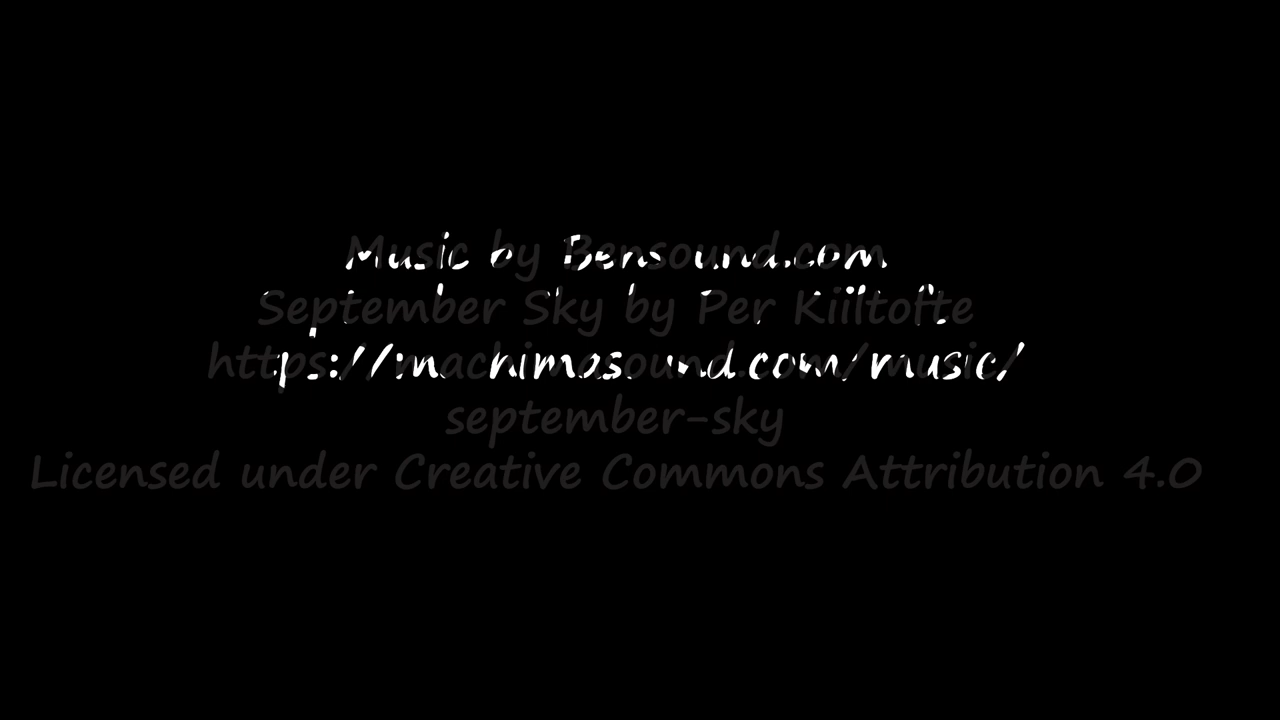 Music by Bensound.com
September Sky by Per Kiiltofte
https://machimasound.com/music/
september-sky
Licensed under Creative Commons Attribution 4.0